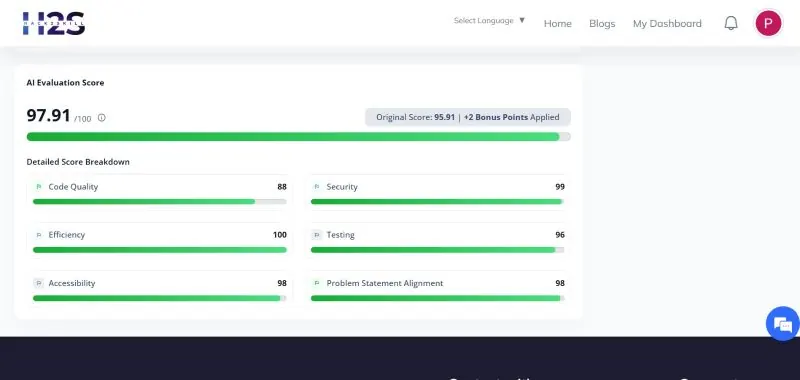 H2S
HACK2SKILL
Select Language ▼
Home
Blogs
My Dashboard
P
AI Evaluation Score
97.91 /100
Original Score: 95.91 | +2 Bonus Points Applied
Detailed Score Breakdown
Code Quality 88
Security 99
Efficiency 100
Testing 96
Accessibility 98
Problem Statement Alignment 98